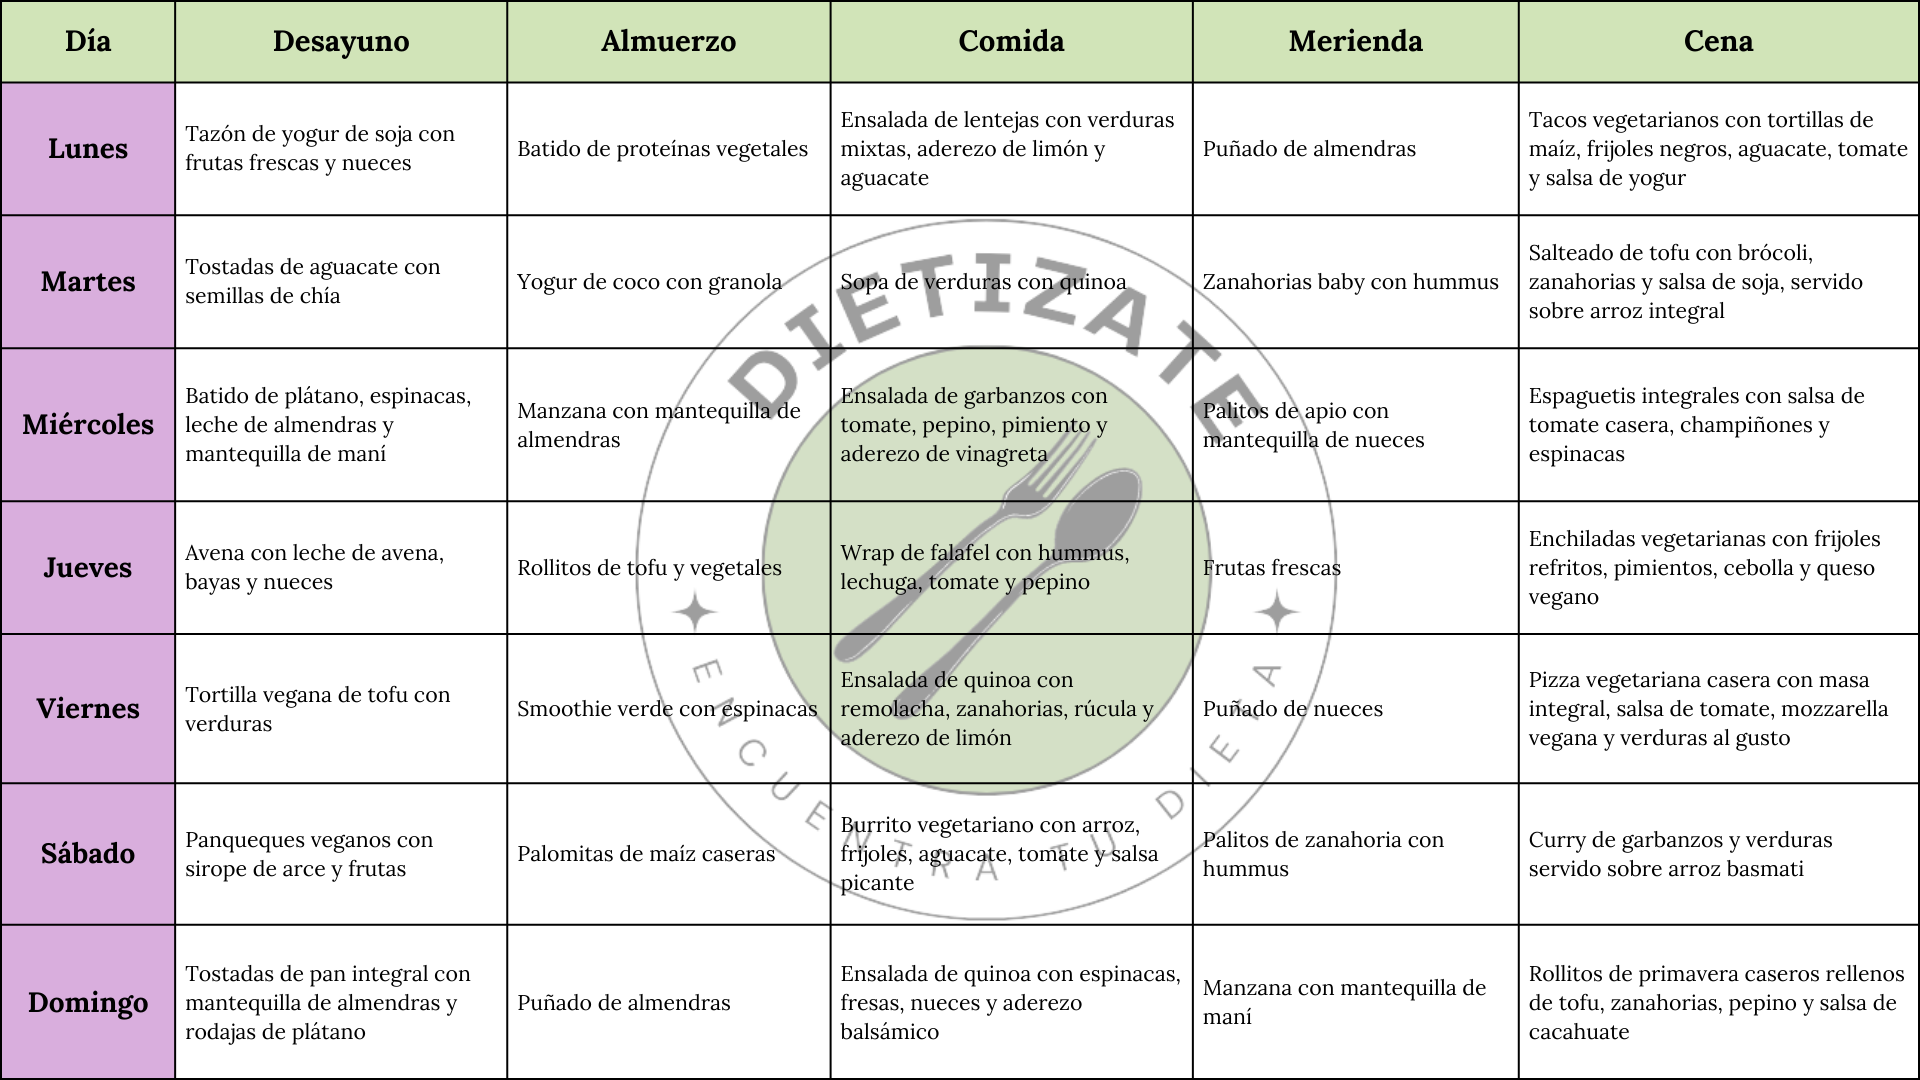 Día
Desayuno
Almuerzo
Comida
Merienda
Cena
Lunes
Tazón de yogur de soja con
frutas frescas y nueces
Batido de proteínas vegetales
Ensalada de lentejas con verduras
mixtas, aderezo de limón y
aguacate
Puñado de almendras
Tacos vegetarianos con tortillas de
maíz, frijoles negros, aguacate, tomate
y salsa de yogur
Martes
Tostadas de aguacate con
semillas de chía
Yogur de coco con granola
Sopa de verduras con quinoa
Zanahorias baby con hummus
Salteado de tofu con brócoli,
zanahorias y salsa de soja, servido
sobre arroz integral
Miércoles
Batido de plátano, espinacas,
leche de almendras y
mantequilla de maní
Manzana con mantequilla de
almendras
Ensalada de garbanzos con
tomate, pepino, pimiento y
aderezo de vinagreta
Palitos de apio con
mantequilla de nueces
Espaguetis integrales con salsa de
tomate casera, champiñones y
espinacas
Jueves
Avena con leche de avena,
bayas y nueces
Rollitos de tofu y vegetales
Wrap de falafel con hummus,
lechuga, tomate y pepino
Frutas frescas
Enchiladas vegetarianas con frijoles
refritos, pimientos, cebolla y queso
vegano
Viernes
Tortilla vegana de tofu con
verduras
Smoothie verde con espinacas
Ensalada de quinoa con
remolacha, zanahorias, rúcula y
aderezo de limón
Puñado de nueces
Pizza vegetariana casera con masa
integral, salsa de tomate, mozzarella
vegana y verduras al gusto
Sábado
Panqueques veganos con
sirope de arce y frutas
Palomitas de maíz caseras
Burrito vegetariano con arroz,
frijoles, aguacate, tomate y salsa
picante
Palitos de zanahoria con
hummus
Curry de garbanzos y verduras
servido sobre arroz basmati
Domingo
Tostadas de pan integral con
mantequilla de almendras y
rodajas de plátano
Puñado de almendras
Ensalada de quinoa con espinacas,
fresas, nueces y aderezo
balsámico
Manzana con mantequilla de
maní
Rollitos de primavera caseros rellenos
de tofu, zanahorias, pepino y salsa de
cacahuate
DIETIZATE
ENCUENTRA TU DIETA